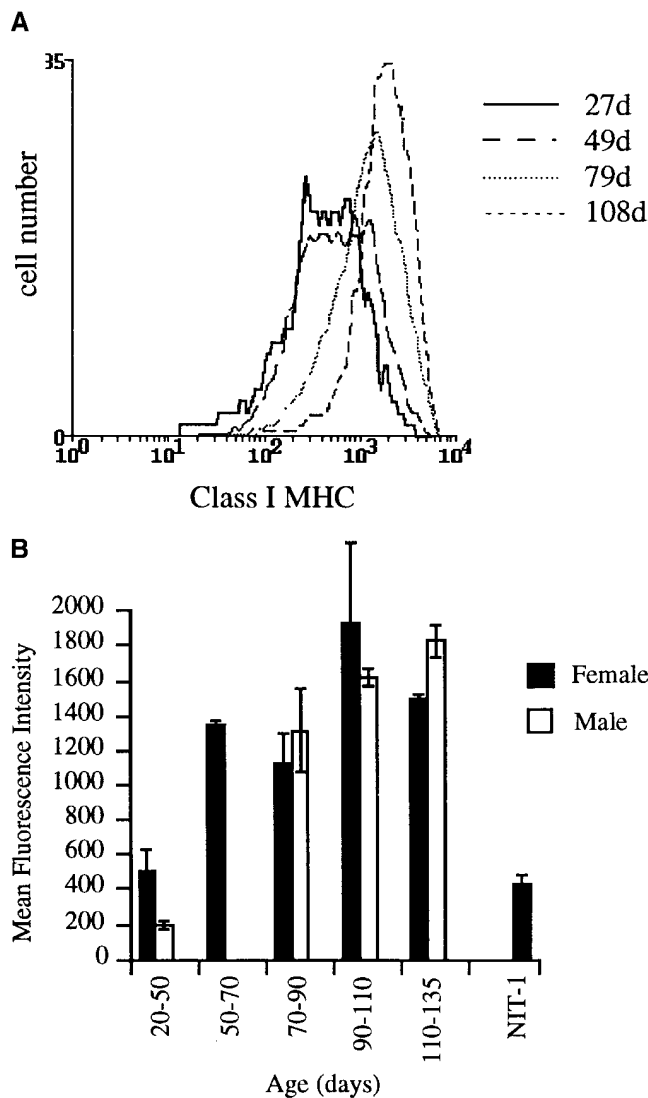 A
35
cell number
0
10^0 10^1 10^2 10^3 10^4
Class I MHC
27d
49d
79d
108d
B
2000
1800
1600
1400
1200
1000
800
600
400
200
0
Mean Fluorescence Intensity
Female
Male
20-50
50-70
70-90
90-110
110-135
NIT-1
Age (days)